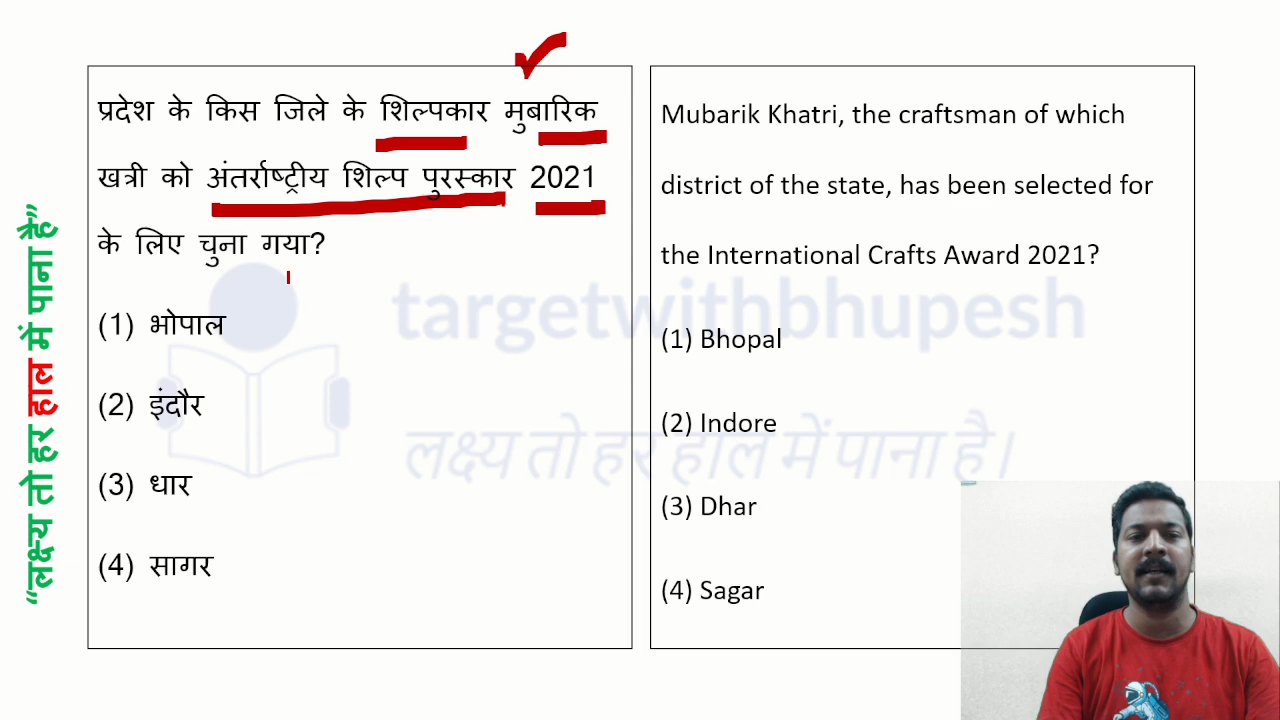 "लक्ष्य तो हर हाल में पाना है"
प्रदेश के किस जिले के शिल्पकार मुबारिक
खत्री को अंतर्राष्ट्रीय शिल्प पुरस्कार 2021
के लिए चुना गया?
(1) भोपाल
(2) इंदौर
(3) धार
(4) सागर
Mubarik Khatri, the craftsman of which
district of the state, has been selected for
the International Crafts Award 2021?
(1) Bhopal
(2) Indore
(3) Dhar
(4) Sagar
targetwithbhupesh
लक्ष्य तो हर हाल में पाना है।